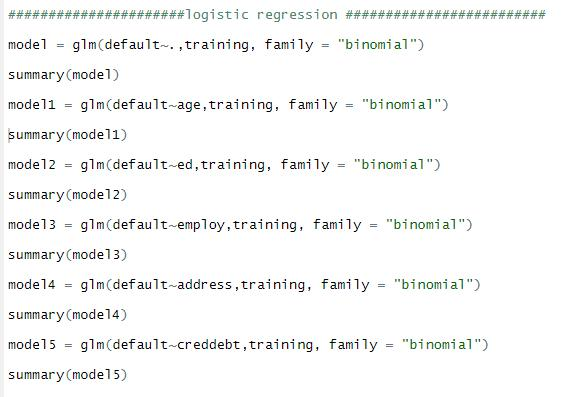 ######################logistic regression #########################
model = glm(default~.,training, family = "binomial")
summary(model)
model1 = glm(default~age,training, family = "binomial")
summary(model1)
model2 = glm(default~ed,training, family = "binomial")
summary(model2)
model3 = glm(default~employ,training, family = "binomial")
summary(model3)
model4 = glm(default~address,training, family = "binomial")
summary(model4)
model5 = glm(default~creddebt,training, family = "binomial")
summary(model5)